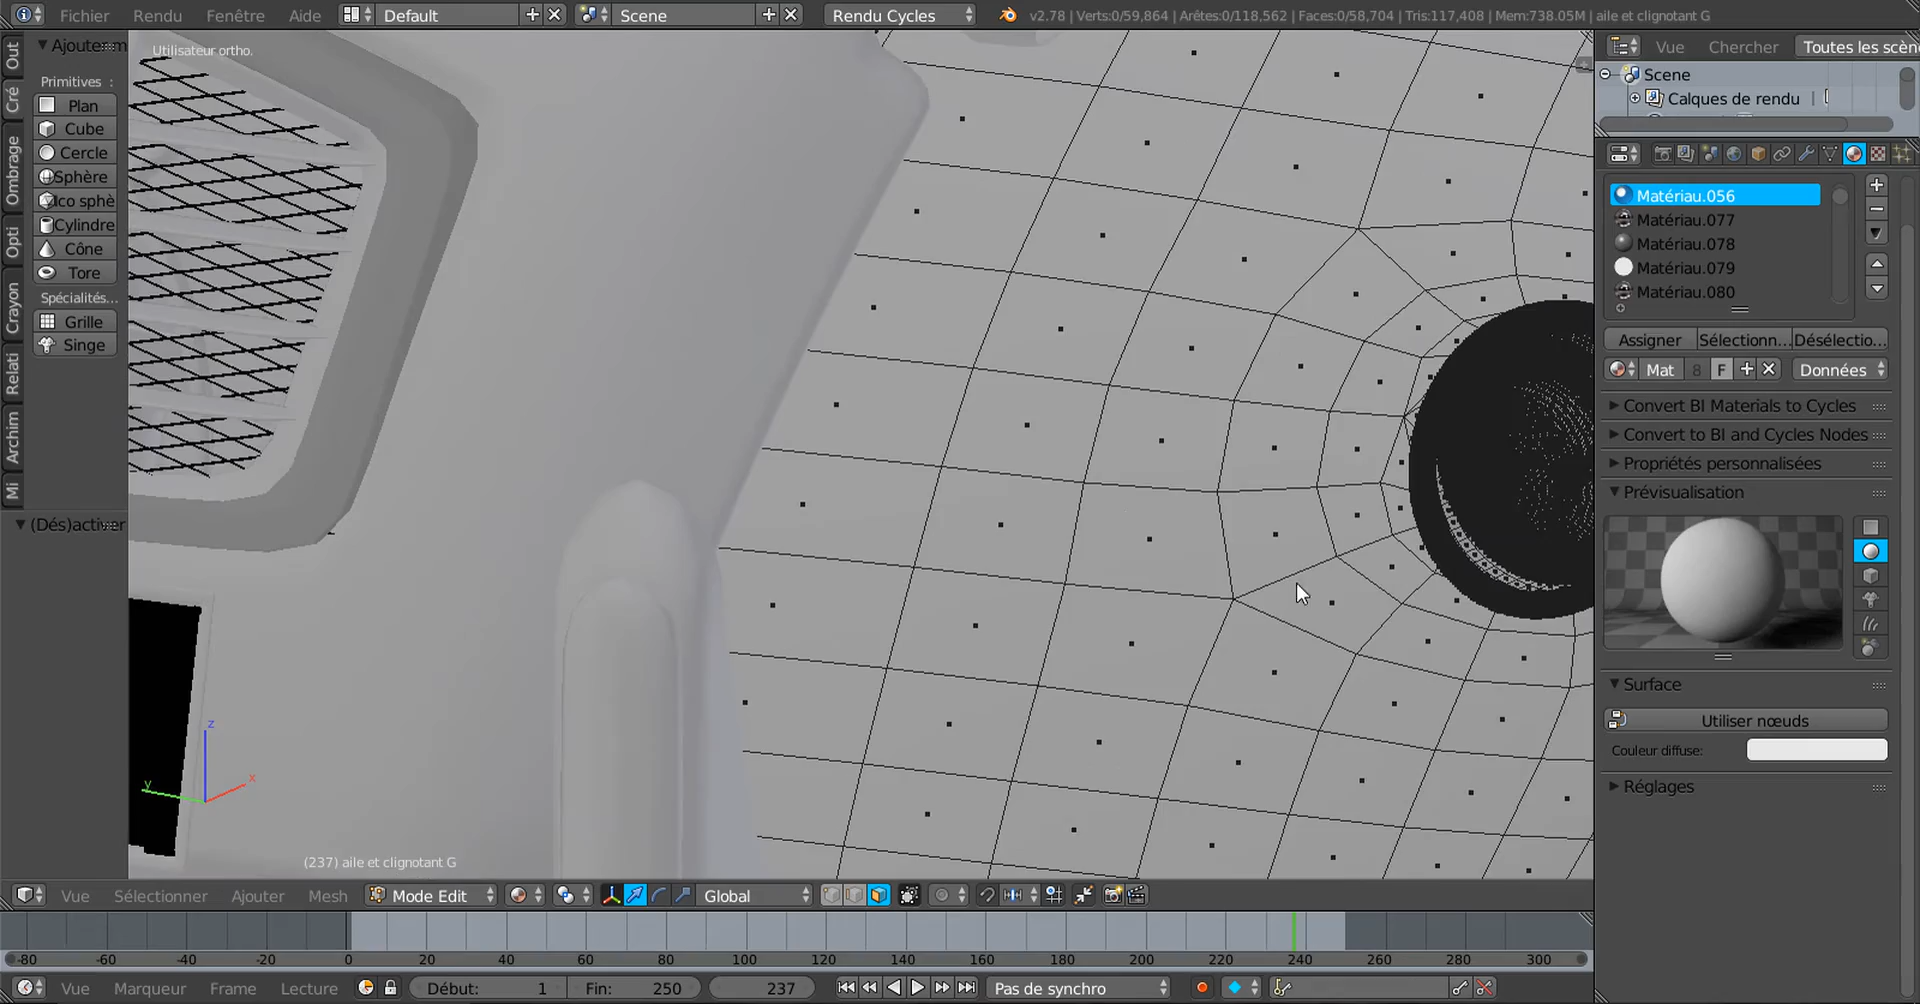 Fichier Rendu Fenêtre Aide Default Scene Rendu Cycles v2.78 | Verts:0/59,864 | Arêtes:0/118,562 | Faces:0/58,704 | Tris:117,408 | Mem:738.05M | aile et clignotant G
Out
Cré
Ombrage
Opti
Crayon
Relati
Archim
Mi
Ajouter m
Primitives :
Plan
Cube
Cercle
Sphère
Ico sphè
Cylindre
Cône
Tore
Spécialités...
Grille
Singe
(Dés)activer
Utilisateur ortho.
z
y
x
(237) aile et clignotant G
Vue Chercher Toutes les scèn
Scene
Calques de rendu |
Matériau.056
Matériau.077
Matériau.078
Matériau.079
Matériau.080
Assigner Sélectionn... Désélectio...
Mat 8 F Données
Convert BI Materials to Cycles
Convert to BI and Cycles Nodes
Propriétés personnalisées
Prévisualisation
Surface
Utiliser nœuds
Couleur diffuse:
Réglages
Vue Sélectionner Ajouter Mesh Mode Edit Global
-80 -60 -40 -20 0 20 40 60 80 100 120 140 160 180 200 220 240 260 280 300
Vue Marqueur Frame Lecture Début: 1 Fin: 250 237 Pas de synchro